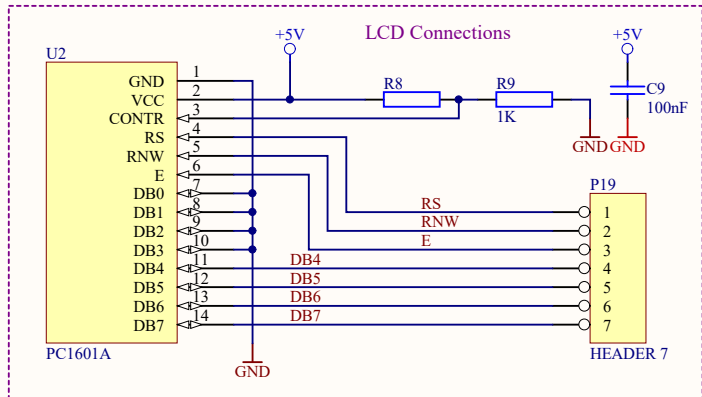 LCD Connections
+5V
+5V
U2
GND 1
VCC 2
CONTR 3
RS 4
RNW 5
E 6
DB0 7
DB1 8
DB2 9
DB3 10
DB4 11
DB5 12
DB6 13
DB7 14
PC1601A
GND
R8
R9
1K
GND
C9
100nF
GND
RS
RNW
E
DB4
DB5
DB6
DB7
P19
1
2
3
4
5
6
7
HEADER 7